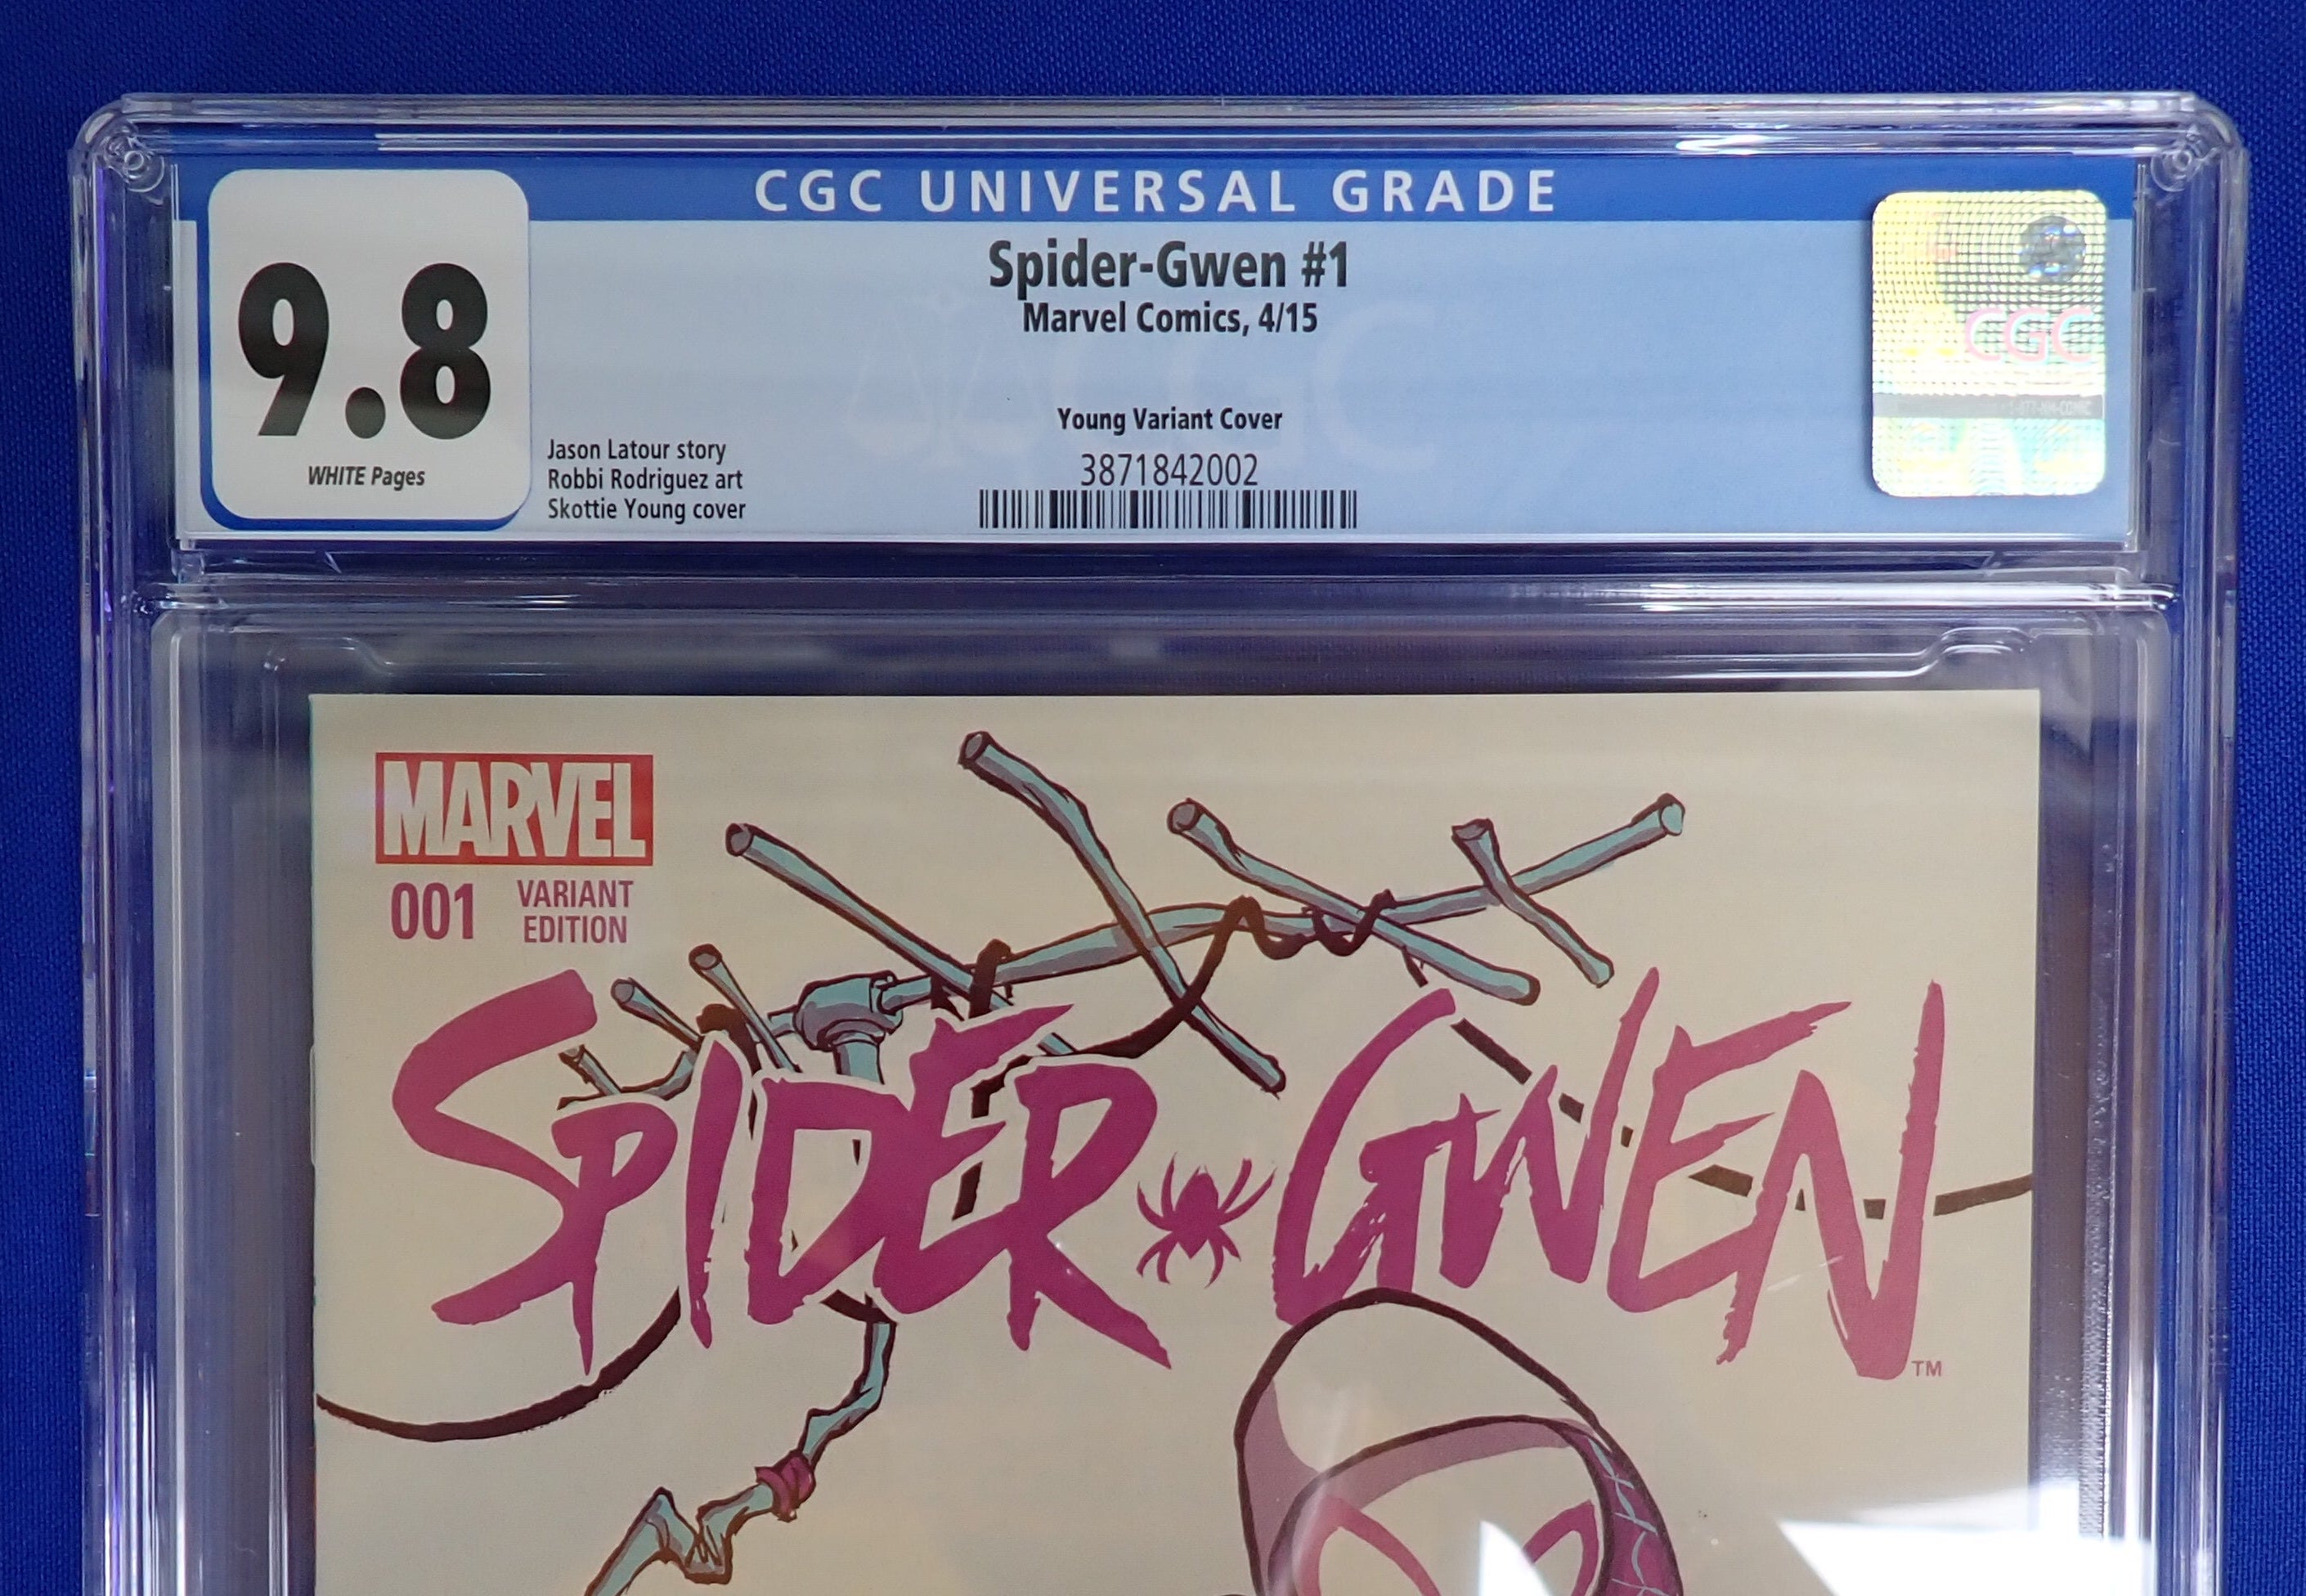 CGC UNIVERSAL GRADE
9.8
WHITE Pages
Spider-Gwen #1
Marvel Comics, 4/15
Young Variant Cover
3871842002
Jason Latour story
Robbi Rodriguez art
Skottie Young cover
CGC
CGC
MARVEL
001
VARIANT
EDITION
SPIDER GWEN
TM